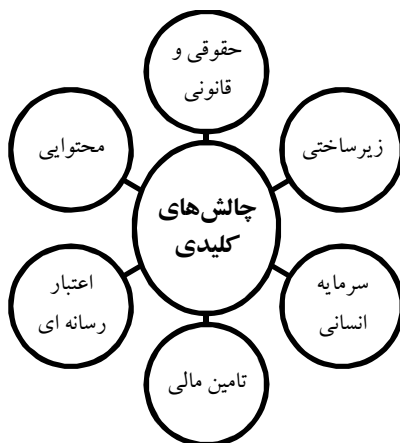 حقوقی و
قانونی
زیرساختی
محتوایی
چالش‌های
کلیدی
سرمایه
انسانی
اعتبار
رسانه ای
تامین مالی